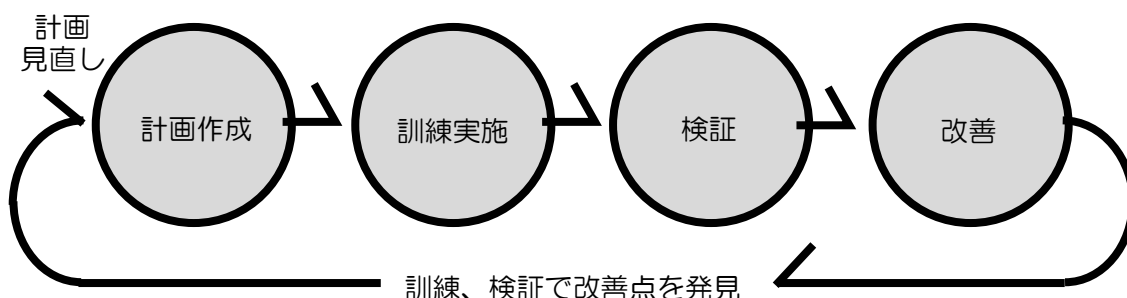 計画
見直し
計画作成
訓練実施
検証
改善
訓練、検証で改善点を発見